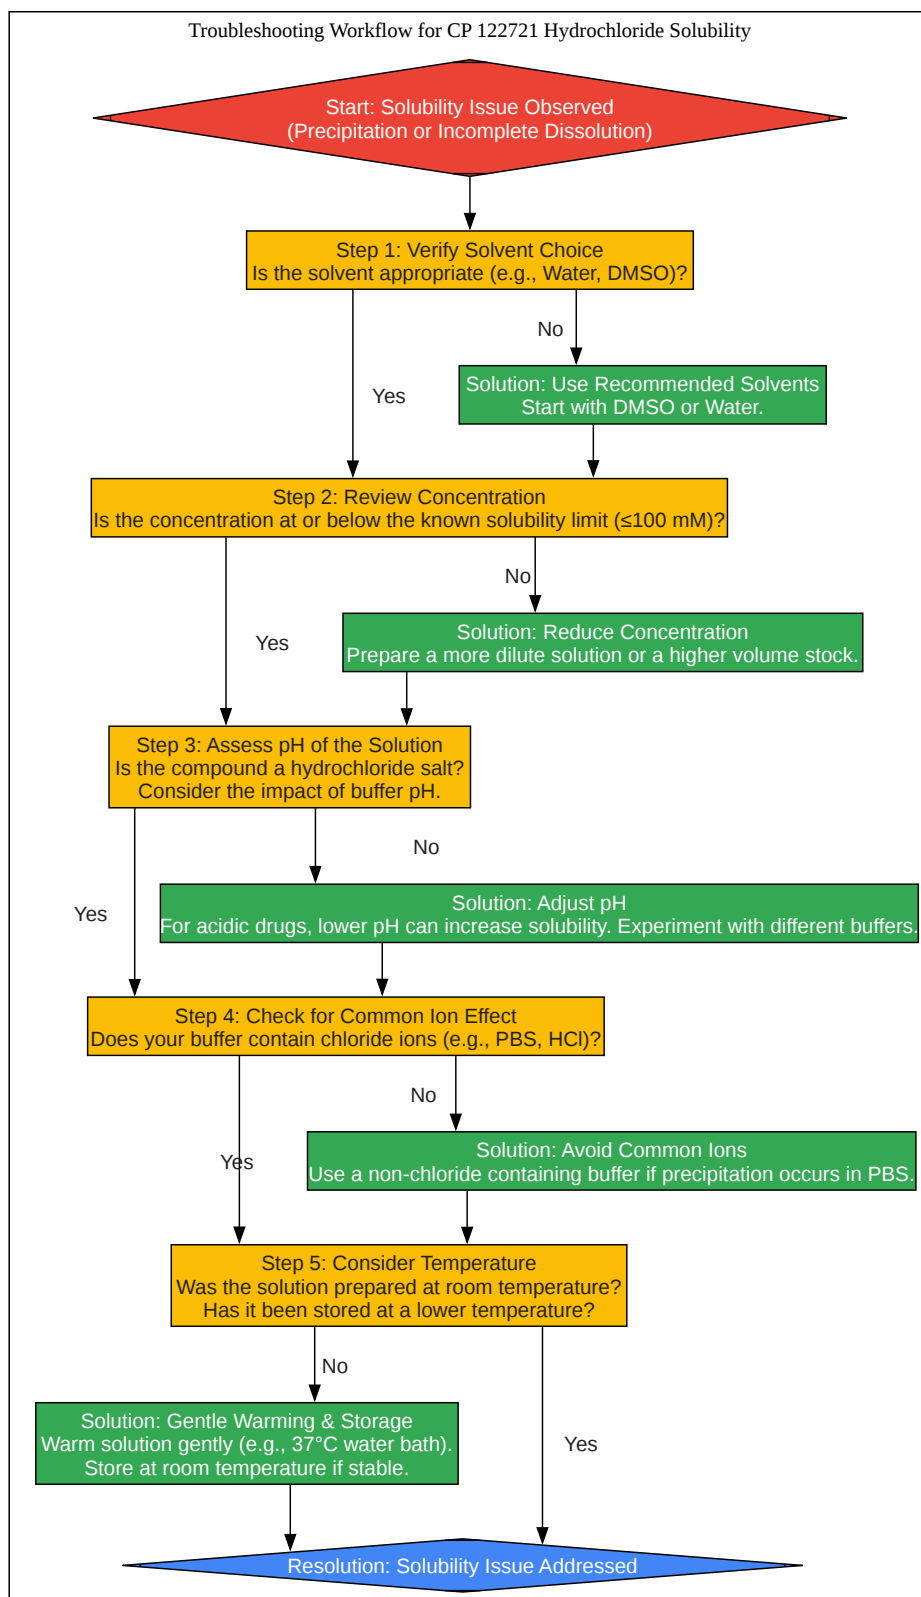 Troubleshooting Workflow for CP 122721 Hydrochloride Solubility
Start: Solubility Issue Observed
(Precipitation or Incomplete Dissolution)
Step 1: Verify Solvent Choice
Is the solvent appropriate (e.g., Water, DMSO)?
No
Yes
Solution: Use Recommended Solvents
Start with DMSO or Water.
Step 2: Review Concentration
Is the concentration at or below the known solubility limit (≤100 mM)?
No
Yes
Solution: Reduce Concentration
Prepare a more dilute solution or a higher volume stock.
Step 3: Assess pH of the Solution
Is the compound a hydrochloride salt?
Consider the impact of buffer pH.
No
Yes
Solution: Adjust pH
For acidic drugs, lower pH can increase solubility. Experiment with different buffers.
Step 4: Check for Common Ion Effect
Does your buffer contain chloride ions (e.g., PBS, HCl)?
No
Yes
Solution: Avoid Common Ions
Use a non-chloride containing buffer if precipitation occurs in PBS.
Step 5: Consider Temperature
Was the solution prepared at room temperature?
Has it been stored at a lower temperature?
No
Yes
Solution: Gentle Warming & Storage
Warm solution gently (e.g., 37°C water bath).
Store at room temperature if stable.
Resolution: Solubility Issue Addressed